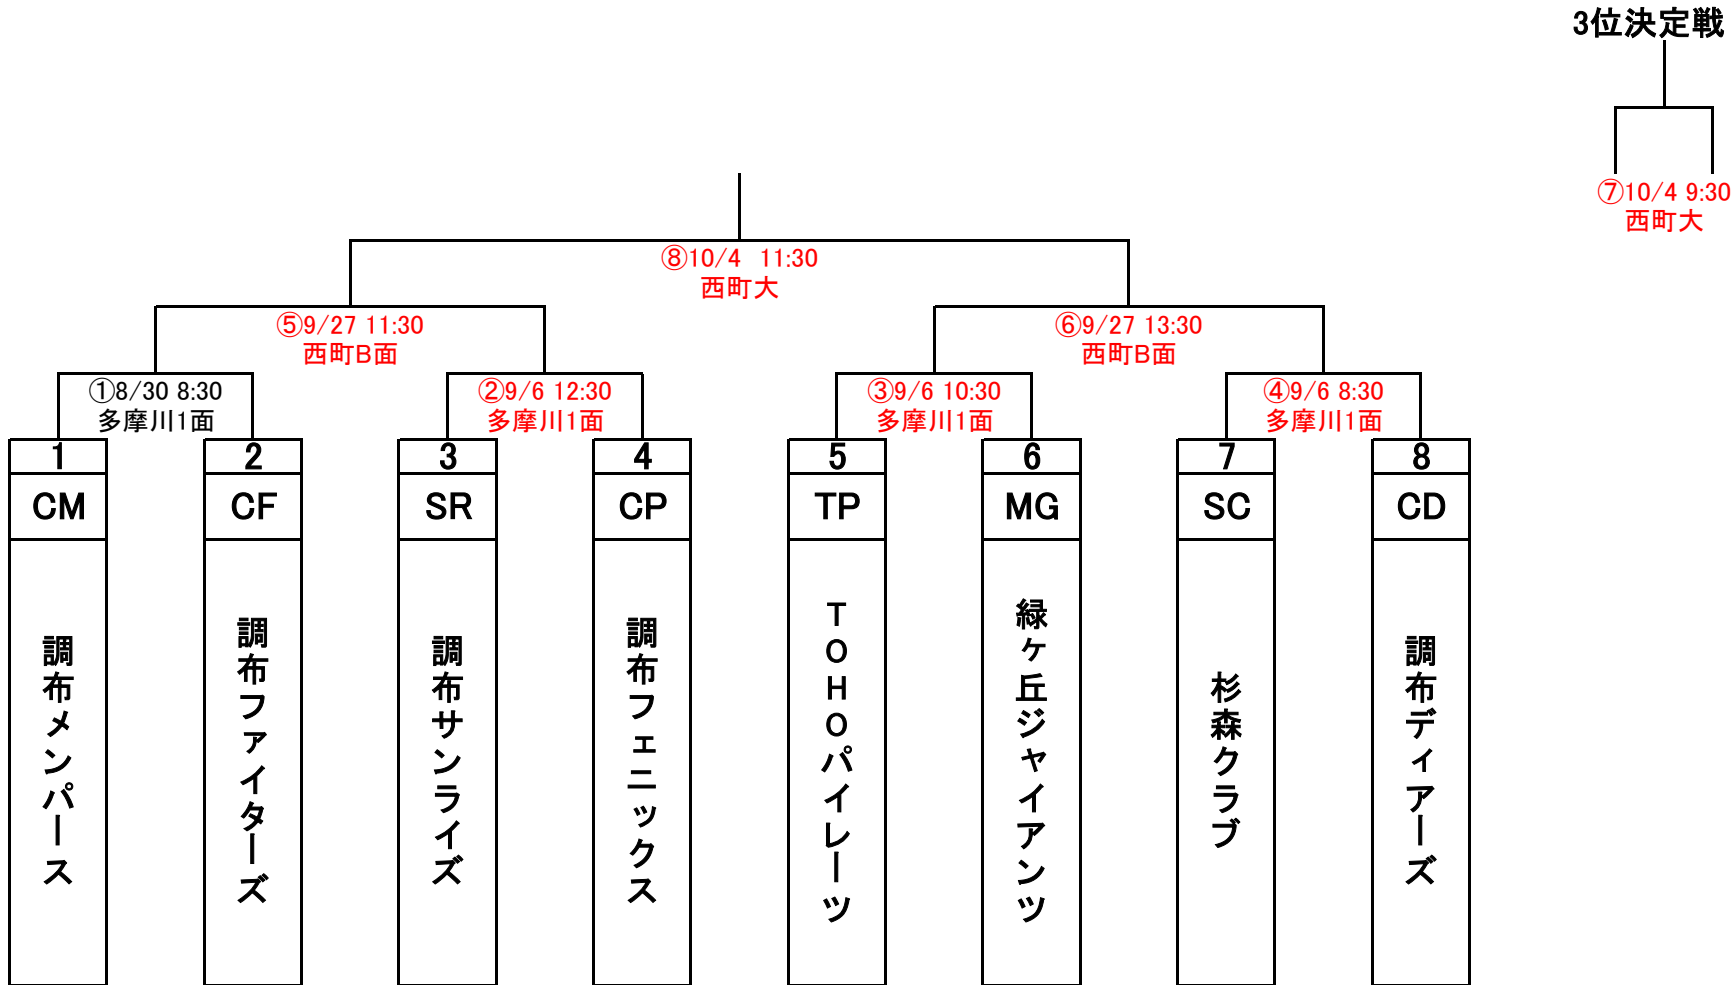 3位決定戦
⑦10/4 9:30
西町大
⑧10/4 11:30
西町大
⑤9/27 11:30
西町B面
⑥9/27 13:30
西町B面
①8/30 8:30
多摩川1面
②9/6 12:30
多摩川1面
③9/6 10:30
多摩川1面
④9/6 8:30
多摩川1面
1
2
3
4
5
6
7
8
CM
CF
SR
CP
TP
MG
SC
CD
調布メンパース
調布ファイターズ
調布サンライズ
調布フェニックス
TOHOパイレーツ
緑ヶ丘ジャイアンツ
杉森クラブ
調布ディアーズ